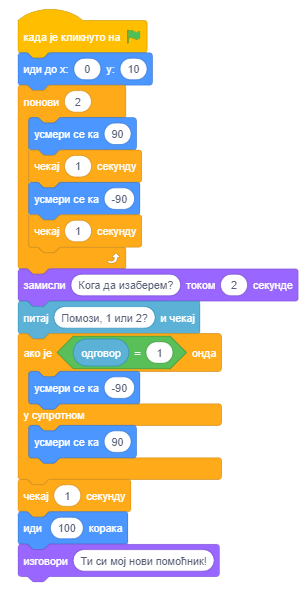 када је кликнуто на
иди до x: 0 y: 10
понови 2
усмери се ка 90
чекај 1 секунду
усмери се ка -90
чекај 1 секунду
замисли Кога да изаберем? током 2 секунде
питај Помози, 1 или 2? и чекај
ако је одговор = 1 онда
усмери се ка -90
у супротном
усмери се ка 90
чекај 1 секунду
иди 100 корака
изговори Ти си мој нови помоћник!